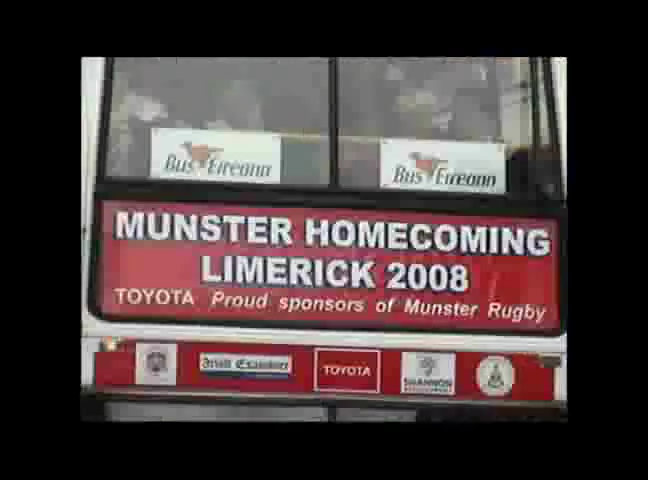 Bus Éireann
Bus Éireann
MUNSTER HOMECOMING
LIMERICK 2008
TOYOTA Proud sponsors of Munster Rugby
Irish Examiner
TOYOTA
SHANNON